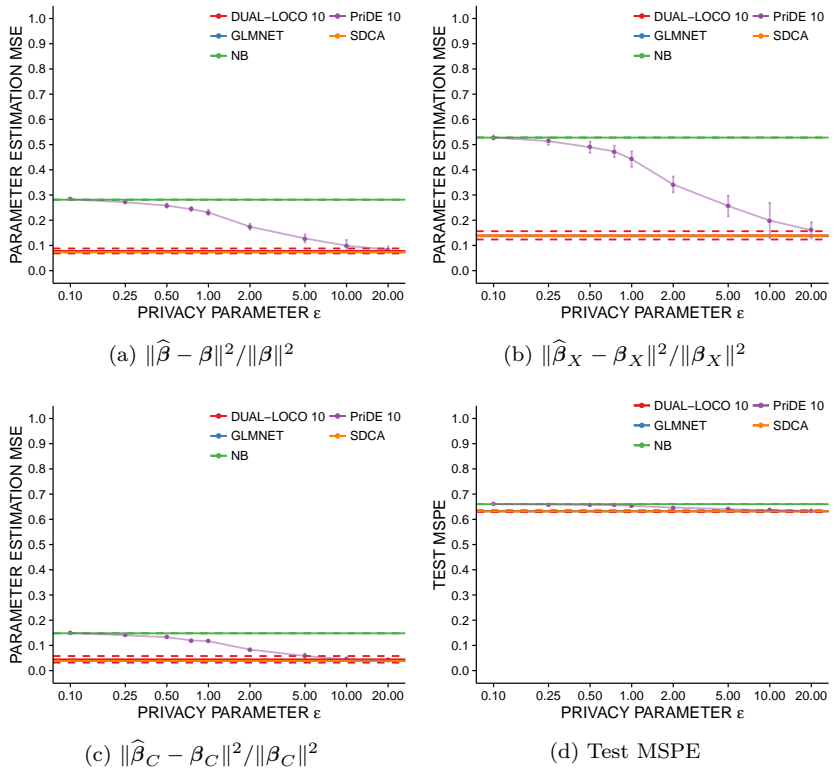 PARAMETER ESTIMATION MSE
1.0
0.9
0.8
0.7
0.6
0.5
0.4
0.3
0.2
0.1
0.0
DUAL−LOCO 10
GLMNET
NB
PriDE 10
SDCA
0.10 0.25 0.50 1.00 2.00 5.00 10.00 20.00
PRIVACY PARAMETER ε
(a) ‖β̂ − β‖²/‖β‖²
PARAMETER ESTIMATION MSE
1.0
0.9
0.8
0.7
0.6
0.5
0.4
0.3
0.2
0.1
0.0
DUAL−LOCO 10
GLMNET
NB
PriDE 10
SDCA
0.10 0.25 0.50 1.00 2.00 5.00 10.00 20.00
PRIVACY PARAMETER ε
(b) ‖β̂_X − β_X‖²/‖β_X‖²
PARAMETER ESTIMATION MSE
1.0
0.9
0.8
0.7
0.6
0.5
0.4
0.3
0.2
0.1
0.0
DUAL−LOCO 10
GLMNET
NB
PriDE 10
SDCA
0.10 0.25 0.50 1.00 2.00 5.00 10.00 20.00
PRIVACY PARAMETER ε
(c) ‖β̂_C − β_C‖²/‖β_C‖²
TEST MSPE
1.0
0.9
0.8
0.7
0.6
0.5
0.4
0.3
0.2
0.1
0.0
DUAL−LOCO 10
GLMNET
NB
PriDE 10
SDCA
0.10 0.25 0.50 1.00 2.00 5.00 10.00 20.00
PRIVACY PARAMETER ε
(d) Test MSPE